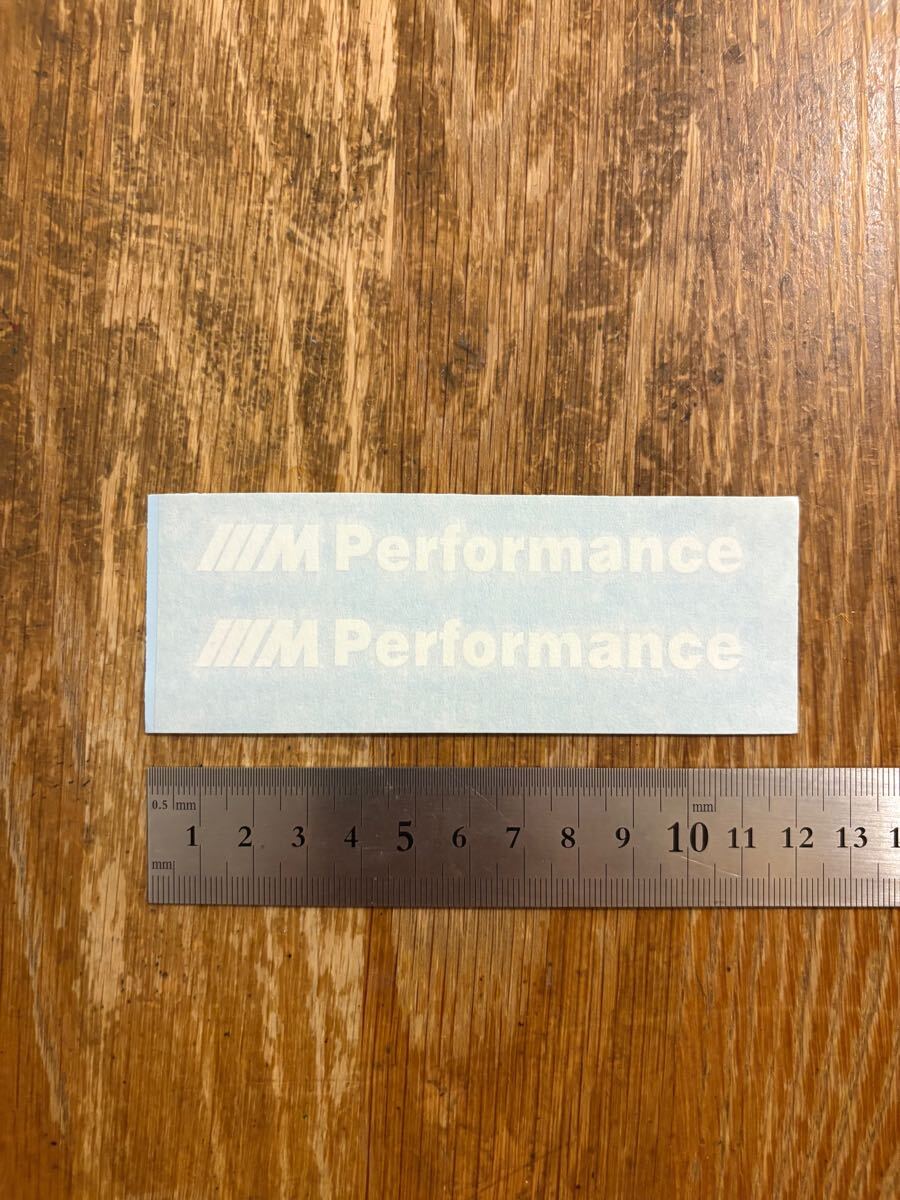 M Performance
M Performance
0.5 mm mm
1 2 3 4 5 6 7 8 9 10 11 12 13
mm